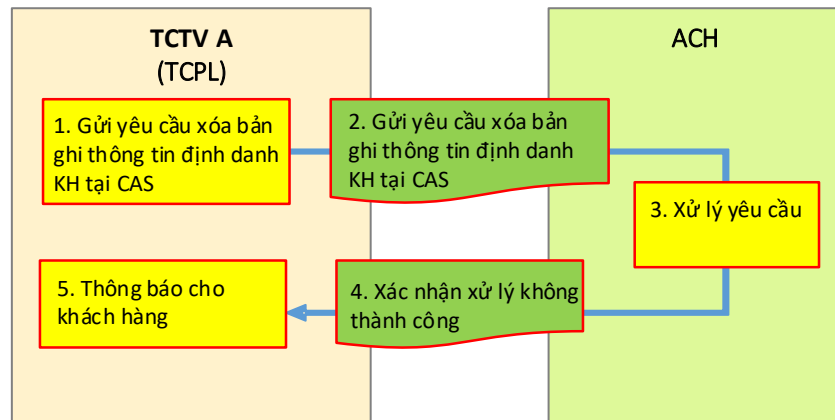 TCTV A
(TCPL)
ACH
1. Gửi yêu cầu xóa bản
ghi thông tin định danh
KH tại CAS
2. Gửi yêu cầu xóa bản
ghi thông tin định danh
KH tại CAS
3. Xử lý yêu cầu
4. Xác nhận xử lý không
thành công
5. Thông báo cho
khách hàng